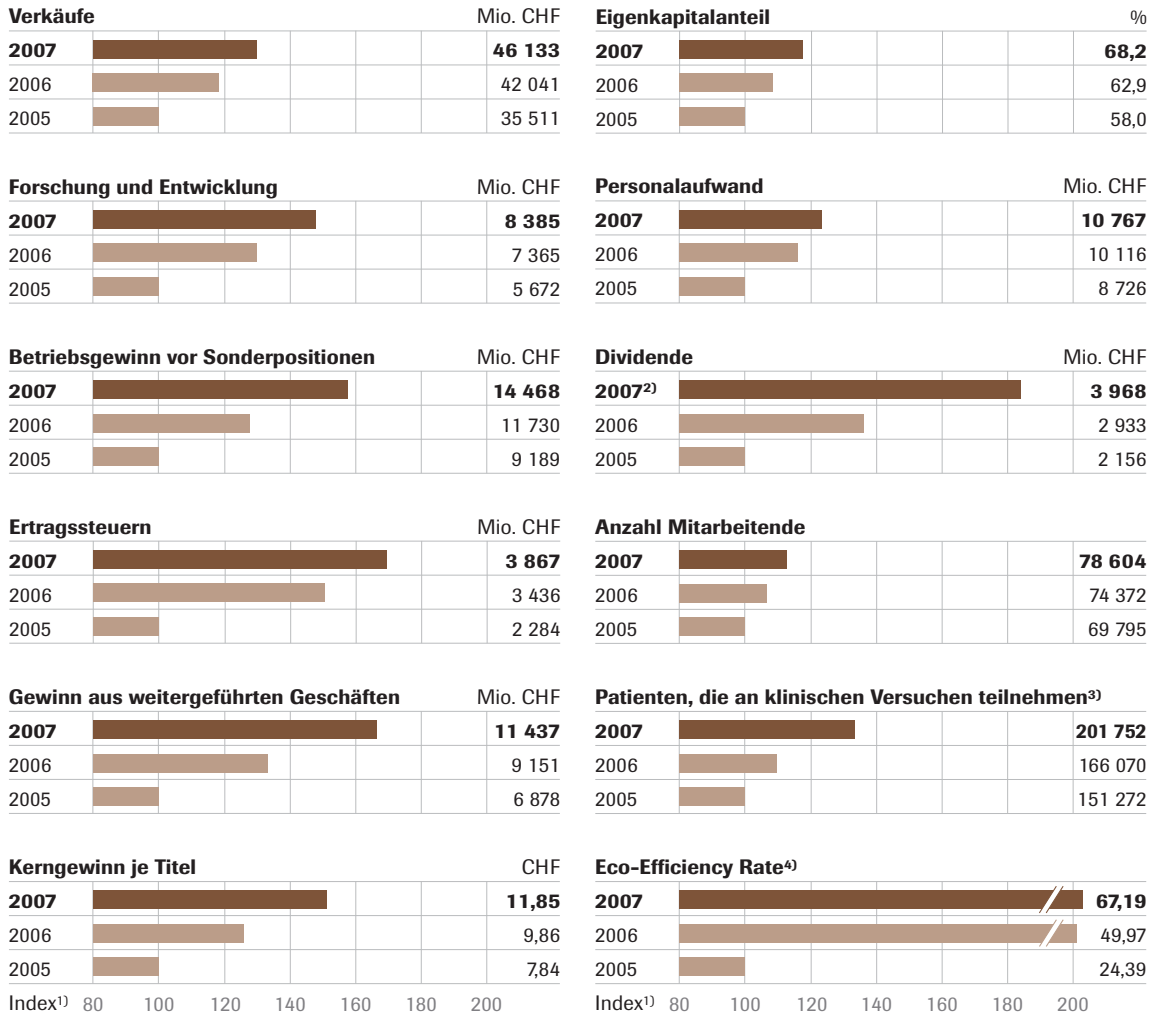 Verkäufe Mio. CHF
2007 46 133
2006 42 041
2005 35 511
Forschung und Entwicklung Mio. CHF
2007 8 385
2006 7 365
2005 5 672
Betriebsgewinn vor Sonderpositionen Mio. CHF
2007 14 468
2006 11 730
2005 9 189
Ertragssteuern Mio. CHF
2007 3 867
2006 3 436
2005 2 284
Gewinn aus weitergeführten Geschäften Mio. CHF
2007 11 437
2006 9 151
2005 6 878
Kerngewinn je Titel CHF
2007 11,85
2006 9,86
2005 7,84
Index1) 80 100 120 140 160 180 200
Eigenkapitalanteil %
2007 68,2
2006 62,9
2005 58,0
Personalaufwand Mio. CHF
2007 10 767
2006 10 116
2005 8 726
Dividende Mio. CHF
20072) 3 968
2006 2 933
2005 2 156
Anzahl Mitarbeitende
2007 78 604
2006 74 372
2005 69 795
Patienten, die an klinischen Versuchen teilnehmen3)
2007 201 752
2006 166 070
2005 151 272
Eco-Efficiency Rate4)
2007 67,19
2006 49,97
2005 24,39
Index1) 80 100 120 140 160 180 200